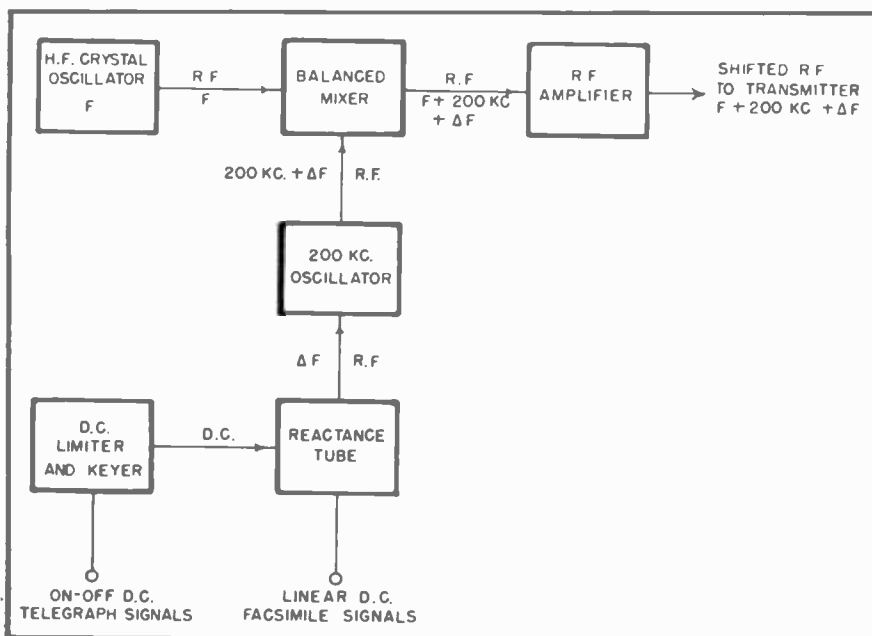 H.F. CRYSTAL
OSCILLATOR
F
R F
F
BALANCED
MIXER
R.F
F + 200 KC
+ ΔF
R F
AMPLIFIER
SHIFTED R F
TO TRANSMITTER
F + 200 KC + ΔF
200 KC. + ΔF R.F.
200 KC.
OSCILLATOR
ΔF R.F
D.C.
LIMITER
AND KEYER
D.C.
REACTANCE
TUBE
ON-OFF D.C.
TELEGRAPH SIGNALS
LINEAR D.C.
FACSIMILE SIGNALS